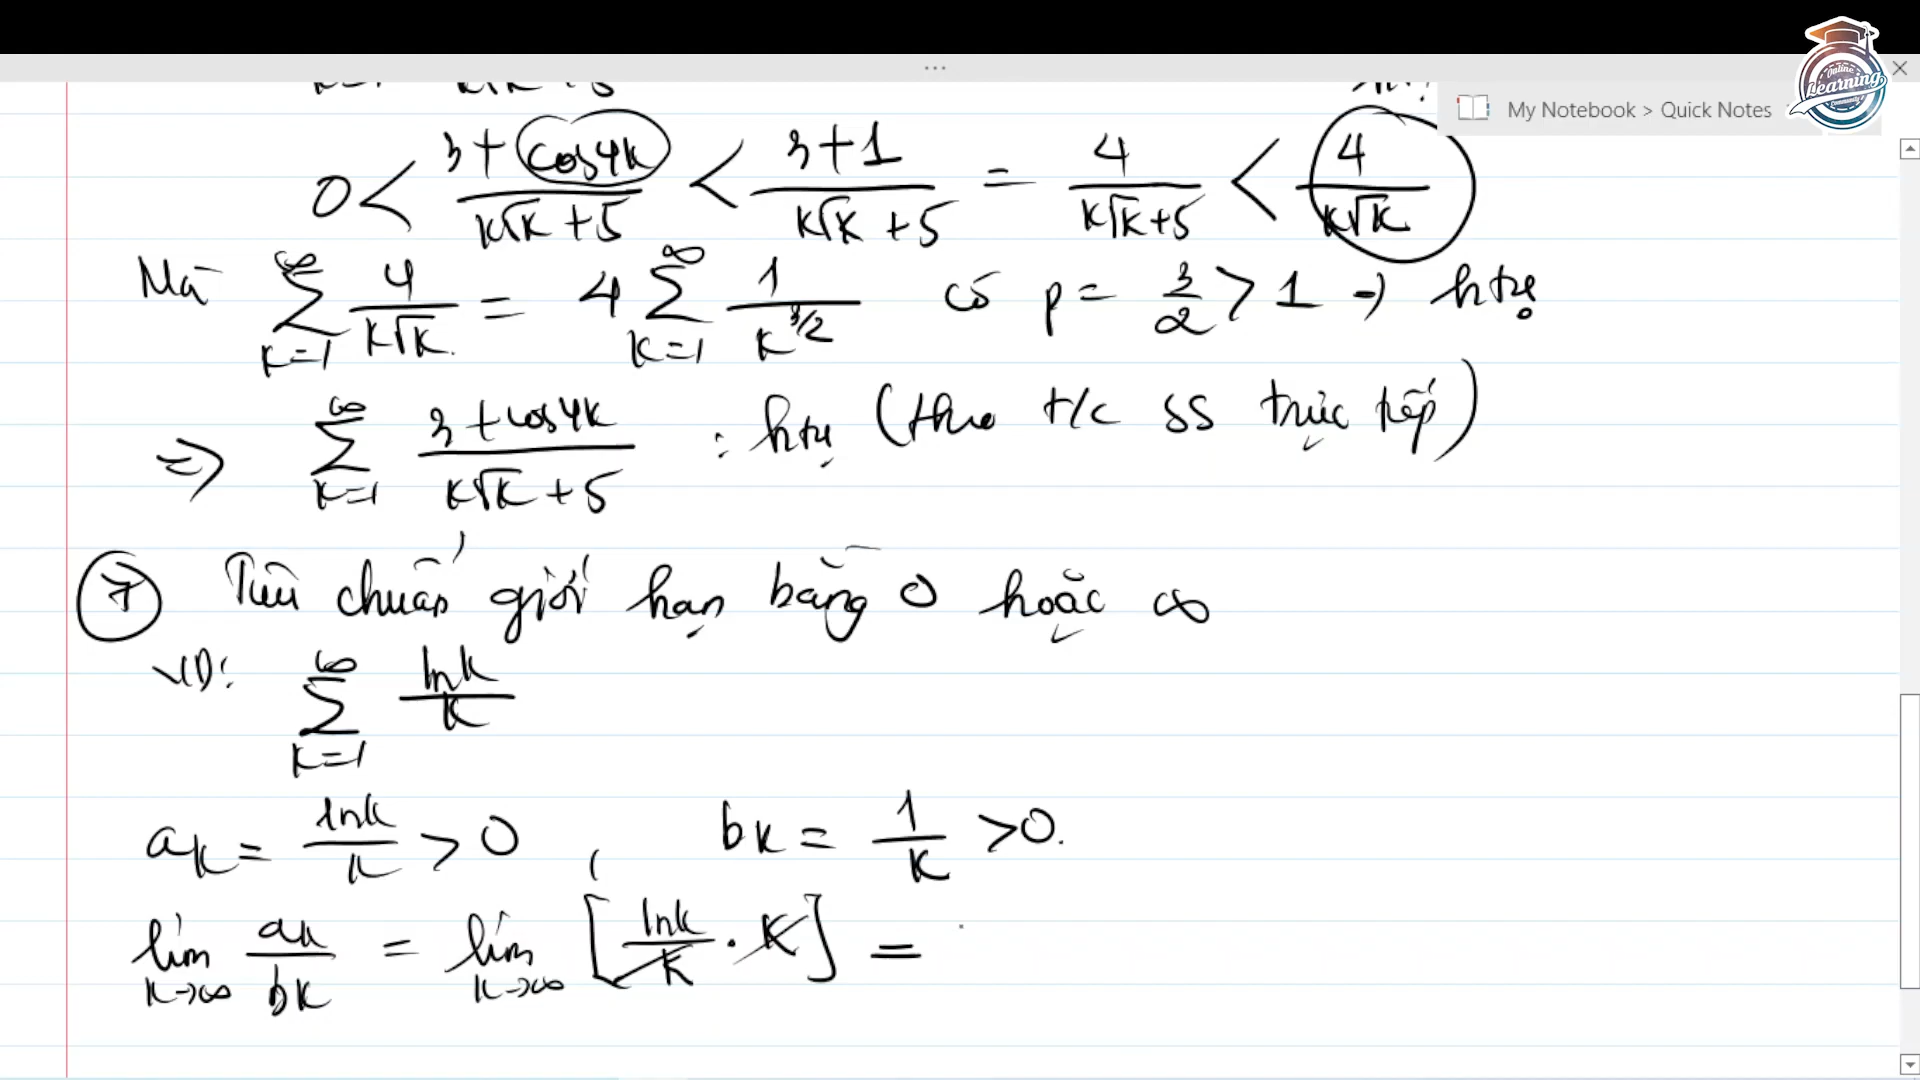 Online Learning Community
My Notebook > Quick Notes
0 < (3 + cos4k)/(k√k + 5) < (3 + 1)/(k√k + 5) = 4/(k√k + 5) < 4/(k√k)
Mà ∑_{k=1}^{∞} 4/(k√k) = 4 ∑_{k=1}^{∞} 1/k^{3/2} có p = 3/2 > 1 → htụ
=> ∑_{k=1}^{∞} (3 + cos4k)/(k√k + 5) : htụ (theo t/c ss trực tiếp)
⑦ Tiêu chuẩn giới hạn bằng 0 hoặc ∞
VD: ∑_{k=1}^{∞} lnk/k
a_k = lnk/k > 0 , b_k = 1/k > 0.
lim_{k→∞} a_k/b_k = lim_{k→∞} [lnk/k · k] =